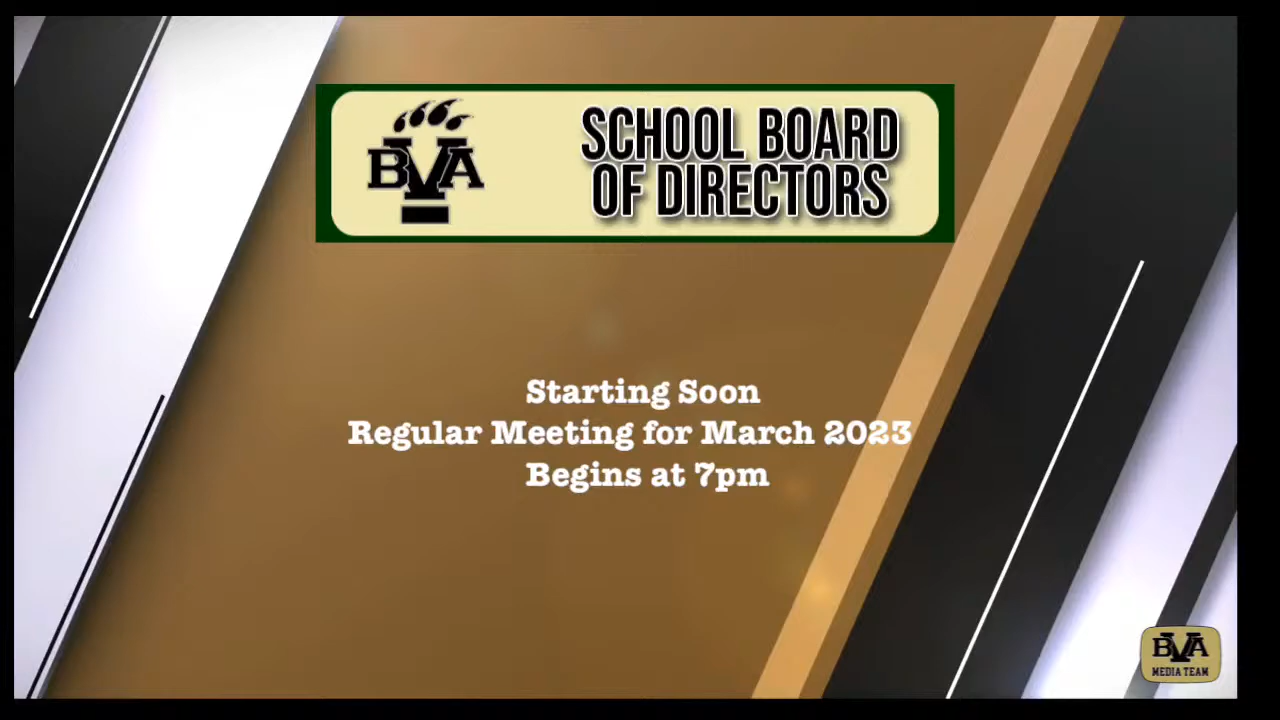 BVA
SCHOOL BOARD
OF DIRECTORS
Starting Soon
Regular Meeting for March 2023
Begins at 7pm
BVA
MEDIA TEAM